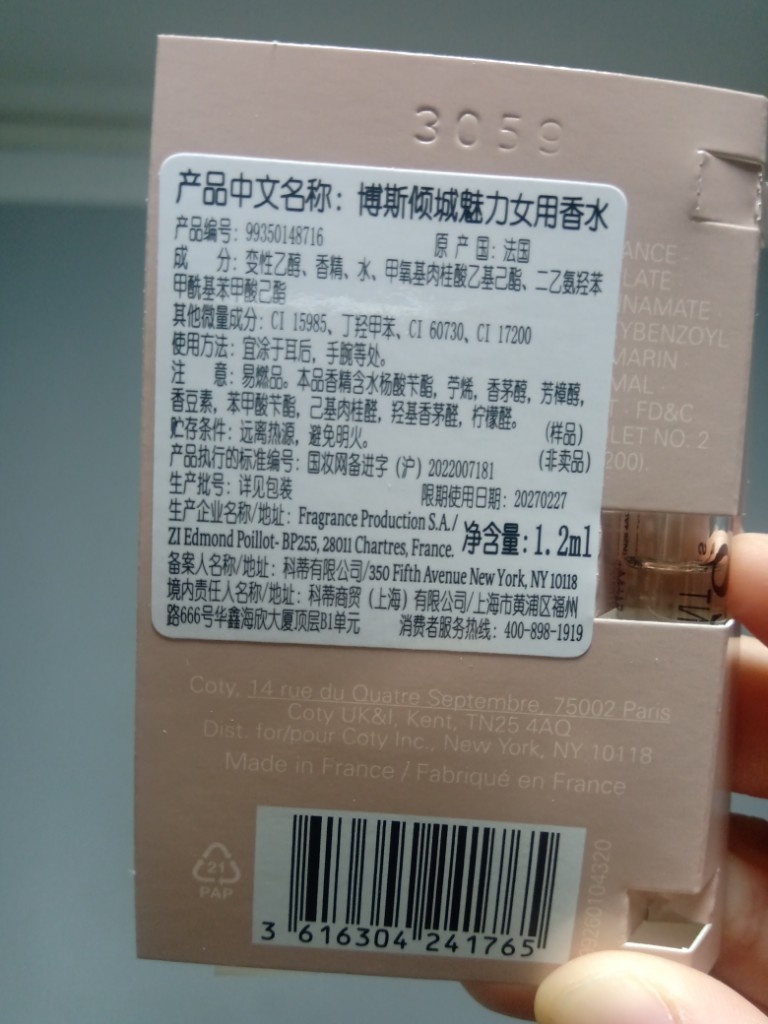 3059
产品中文名称：博斯倾城魅力女用香水
产品编号：99350148716 原 产 国：法国
成 分：变性乙醇、香精、水、甲氧基肉桂酸乙基己酯、二乙氨羟苯
甲酰基苯甲酸己酯
其他微量成分：CI 15985、丁羟甲苯、CI 60730、CI 17200
使用方法：宜涂于耳后，手腕等处。
注 意：易燃品。本品香精含水杨酸苄酯，苧烯，香茅醇，芳樟醇，
香豆素，苯甲酸苄酯，己基肉桂醛，羟基香茅醛，柠檬醛。 (样品)
贮存条件：远离热源，避免明火。 (非卖品)
产品执行的标准编号：国妆网备进字（沪）2022007181
生产批号：详见包装 限期使用日期：20270227
生产企业名称/地址：Fragrance Production S.A./
ZI Edmond Poillot- BP255, 28011 Chartres, France. 净含量：1.2ml
备案人名称/地址：科蒂有限公司/350 Fifth Avenue New York, NY 10118
境内责任人名称/地址：科蒂商贸（上海）有限公司/上海市黄浦区福州
路666号华鑫海欣大厦顶层B1单元 消费者服务热线：400-898-1919
ANCE
LATE
NAMATE
YBENZOYL
MARIN
MAL
T FD&C
LET NO: 2
200).
Coty, 14 rue du Quatre Septembre, 75002 Paris
Coty UK&I, Kent, TN25 4AQ
Dist. for/pour Coty Inc., New York, NY 10118
Made in France / Fabriqué en France
21
PAP
3 616304 241765